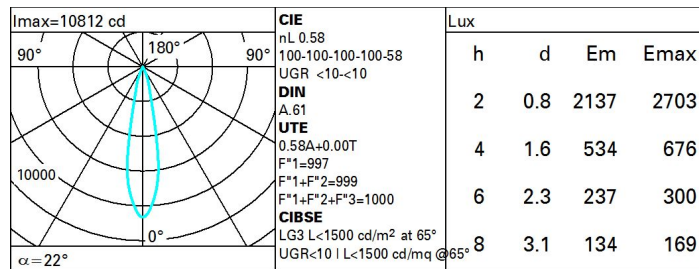 Imax=10812 cd
90° 180° 90°
10000
0°
α=22°
CIE
nL 0.58
100-100-100-100-58
UGR <10-<10
DIN
A.61
UTE
0.58A+0.00T
F"1=997
F"1+F"2=999
F"1+F"2+F"3=1000
CIBSE
LG3 L<1500 cd/m² at 65°
UGR<10 | L<1500 cd/mq @65°
Lux
h d Em Emax
2 0.8 2137 2703
4 1.6 534 676
6 2.3 237 300
8 3.1 134 169